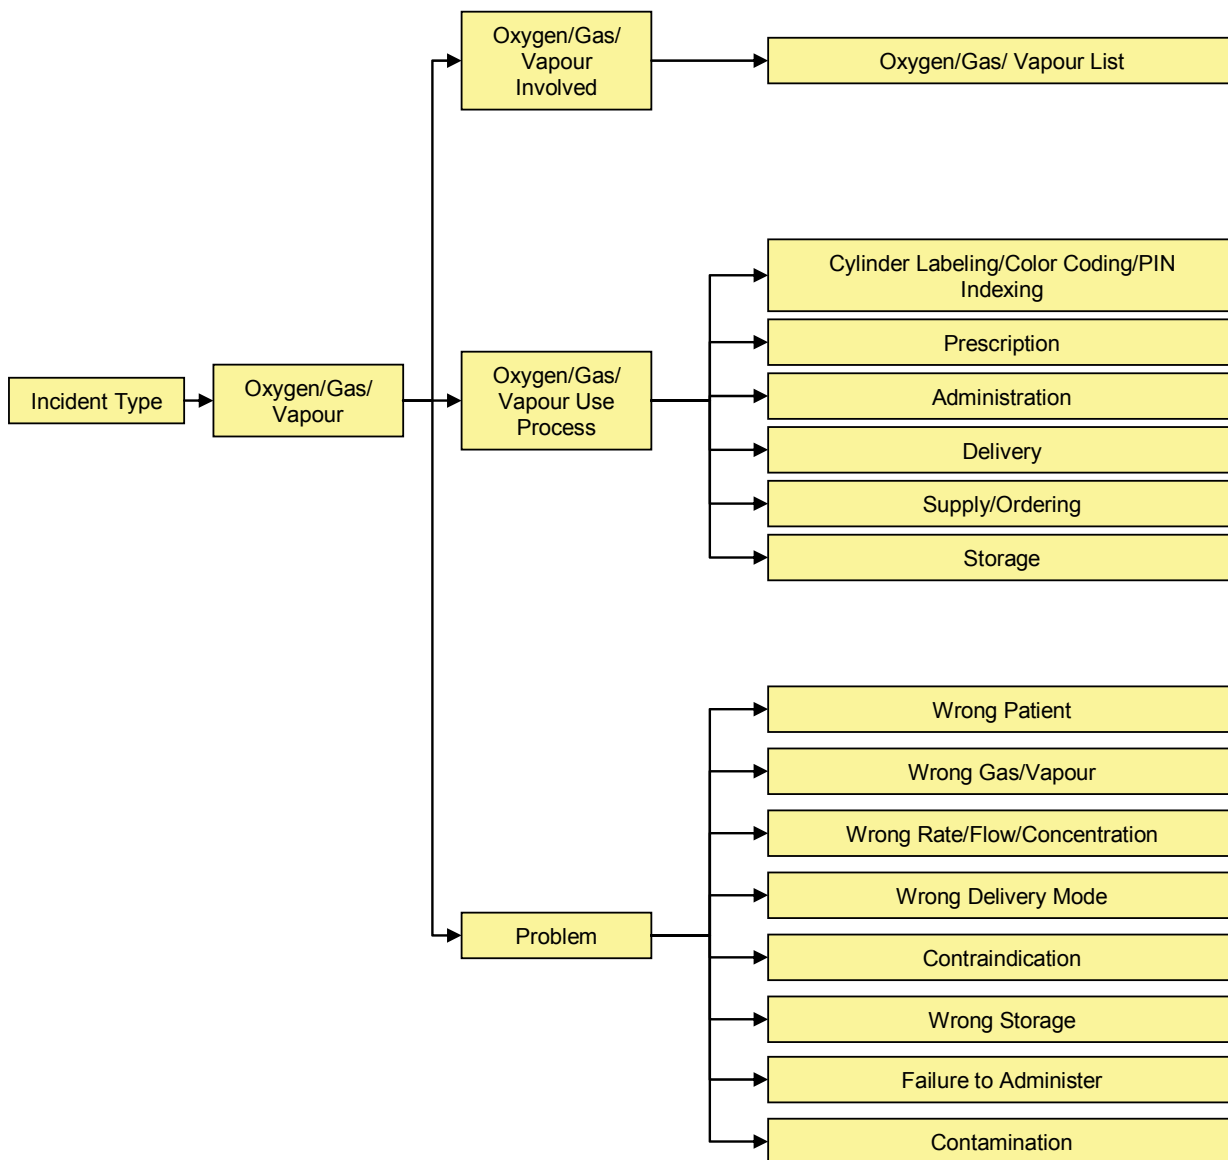 Oxygen/Gas/
Vapour
Involved
Oxygen/Gas/ Vapour List
Cylinder Labeling/Color Coding/PIN
Indexing
Prescription
Incident Type
Oxygen/Gas/
Vapour
Oxygen/Gas/
Vapour Use
Process
Administration
Delivery
Supply/Ordering
Storage
Wrong Patient
Wrong Gas/Vapour
Wrong Rate/Flow/Concentration
Wrong Delivery Mode
Problem
Contraindication
Wrong Storage
Failure to Administer
Contamination